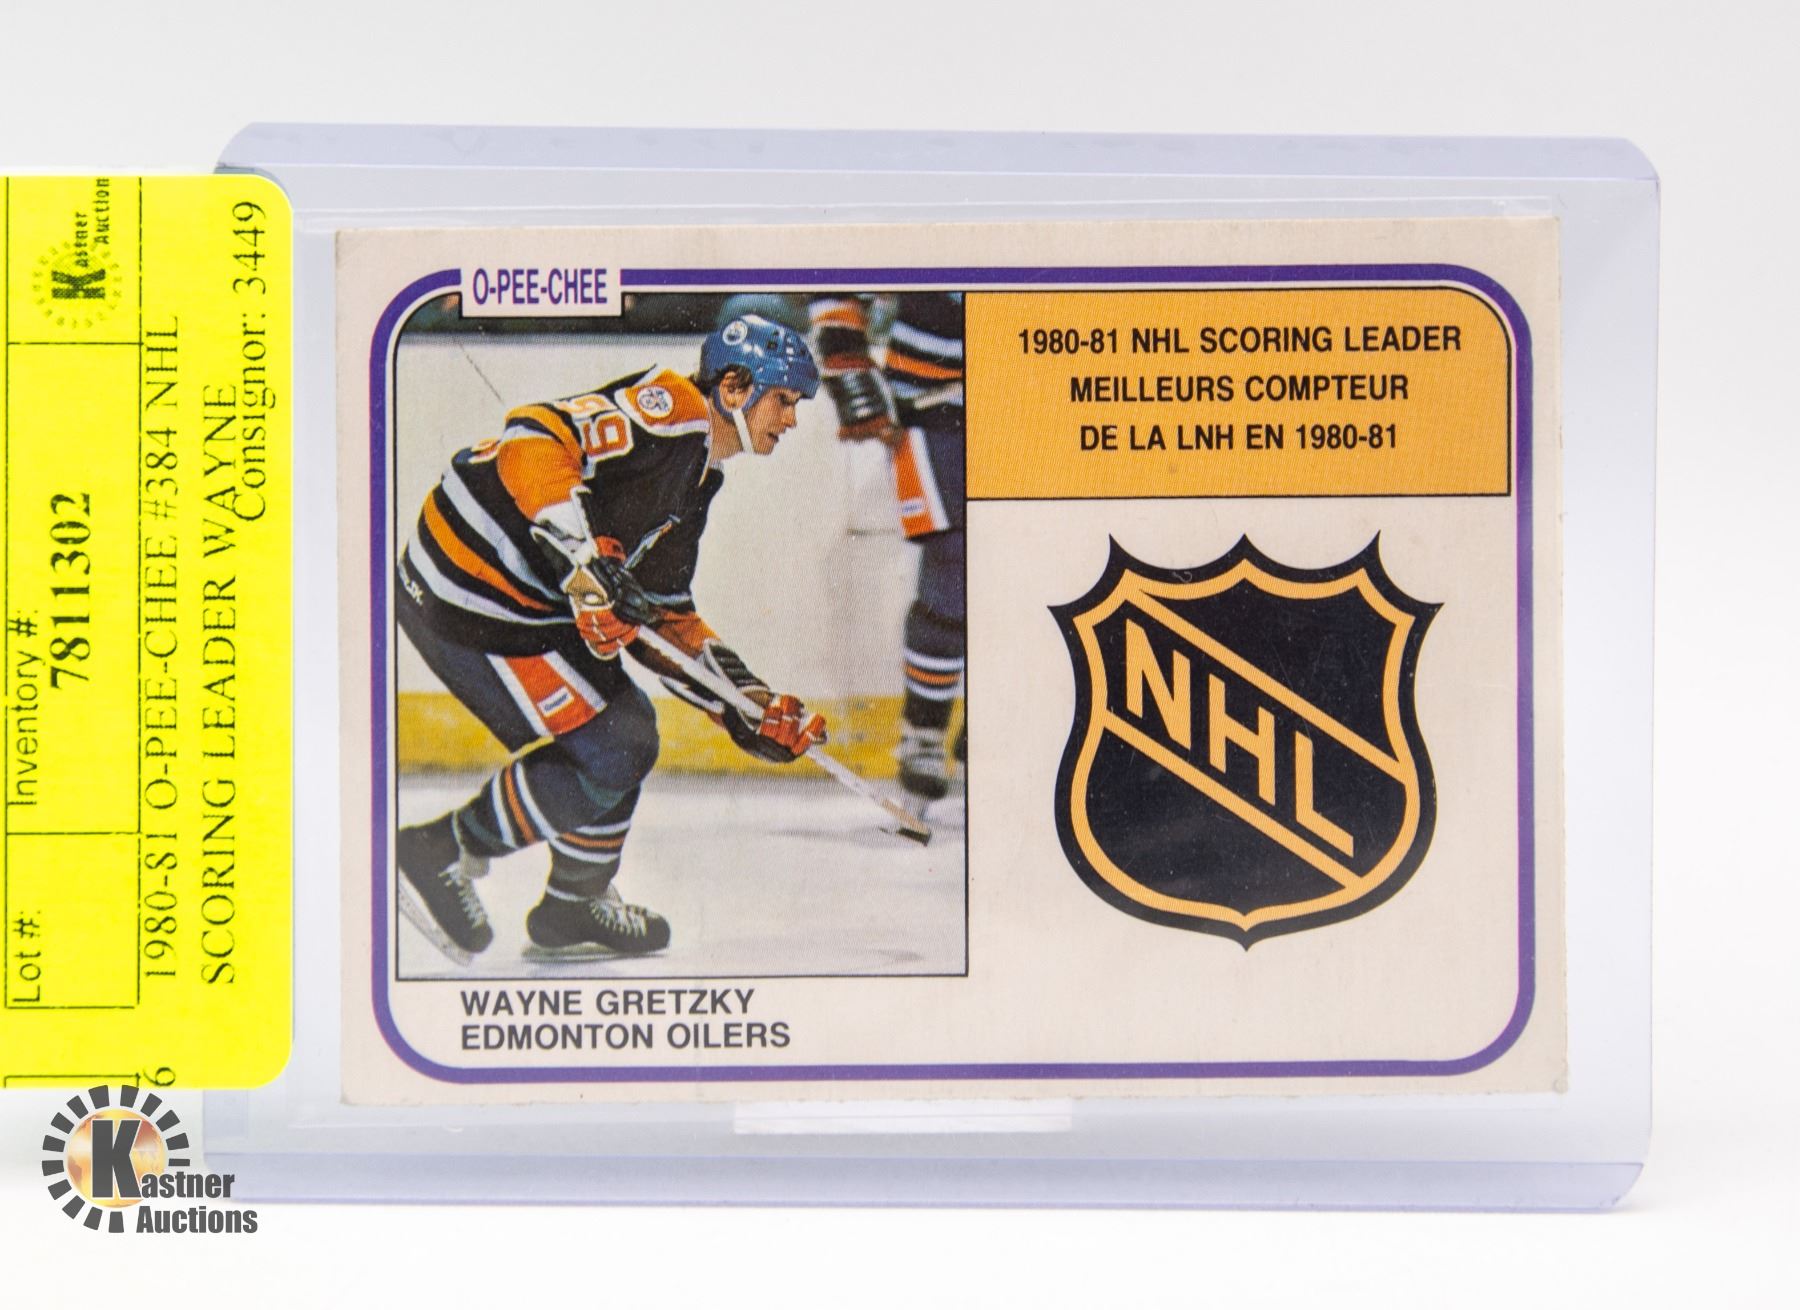 Lot #:
Inventory #:
7811302
Kastner
Auction
1980-81 O-PEE-CHEE #384 NHL
SCORING LEADER WAYNE
Consignor: 3449
6
O-PEE-CHEE
1980-81 NHL SCORING LEADER
MEILLEURS COMPTEUR
DE LA LNH EN 1980-81
99
NHL
WAYNE GRETZKY
EDMONTON OILERS
Kastner
Auctions